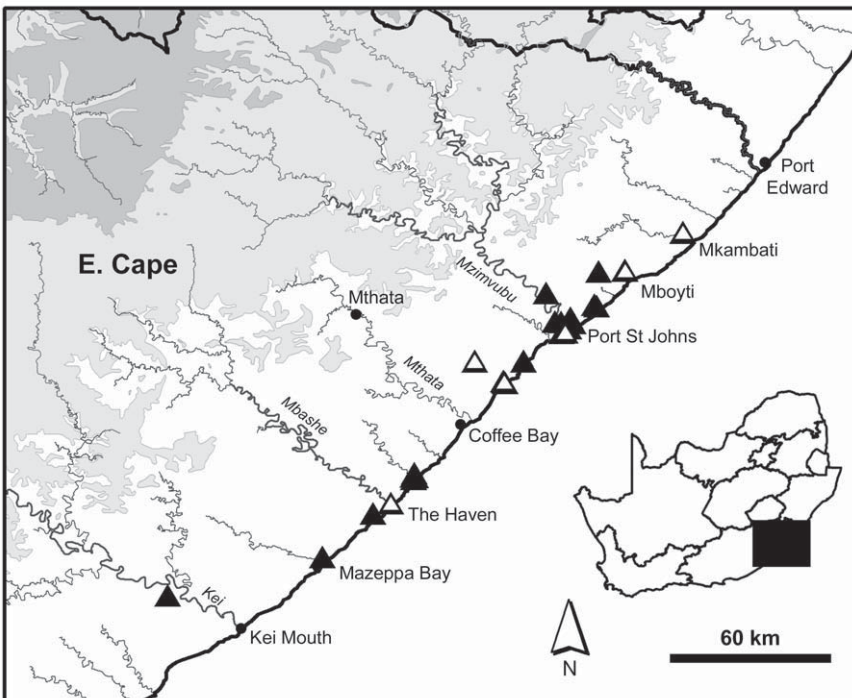 Port
Edward
Mkambati
E. Cape
Mzimvubu
Mboyti
Mthata
Port St Johns
Mthata
Mbashe
Coffee Bay
The Haven
Mazeppa Bay
Kei
Kei Mouth
60 km
N